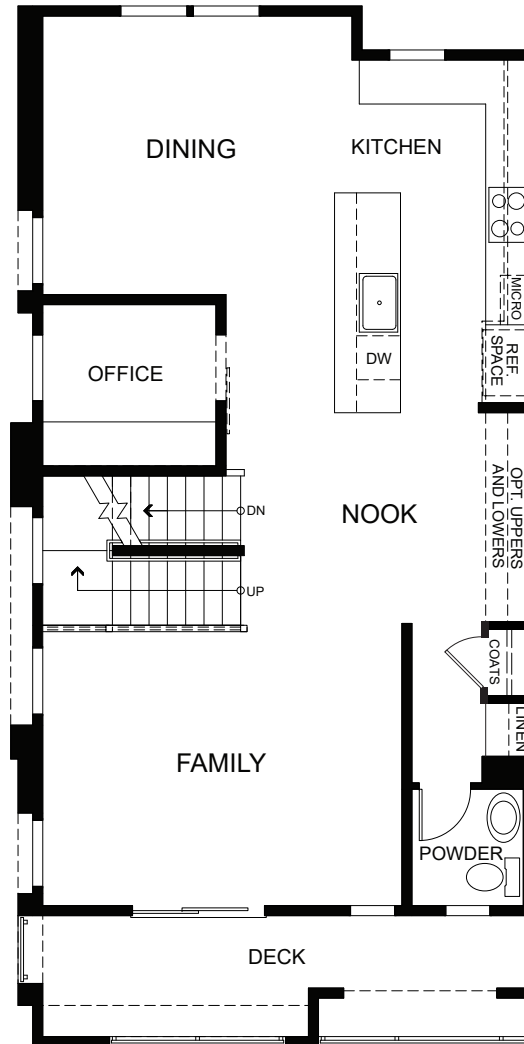 DINING
KITCHEN
MICRO
REF.
SPACE
DW
OFFICE
DN
NOOK
OPT. UPPERS
AND LOWERS
UP
COATS
LINEN
FAMILY
POWDER
DECK